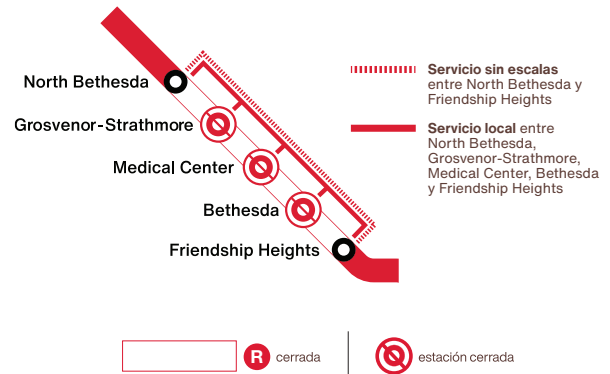 North Bethesda
Grosvenor-Strathmore
Medical Center
Bethesda
Friendship Heights
Servicio sin escalas
entre North Bethesda y
Friendship Heights
Servicio local entre
North Bethesda,
Grosvenor-Strathmore,
Medical Center, Bethesda
y Friendship Heights
R cerrada
estación cerrada